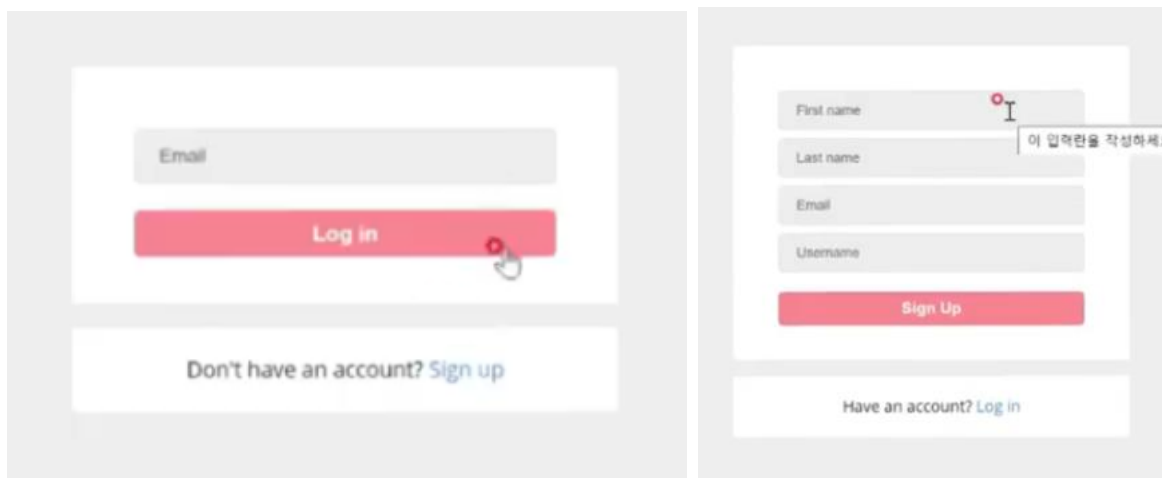 Email
Log in
Don't have an account? Sign up
First name
이 입력란을 작성하세
Last name
Email
Username
Sign Up
Have an account? Log in